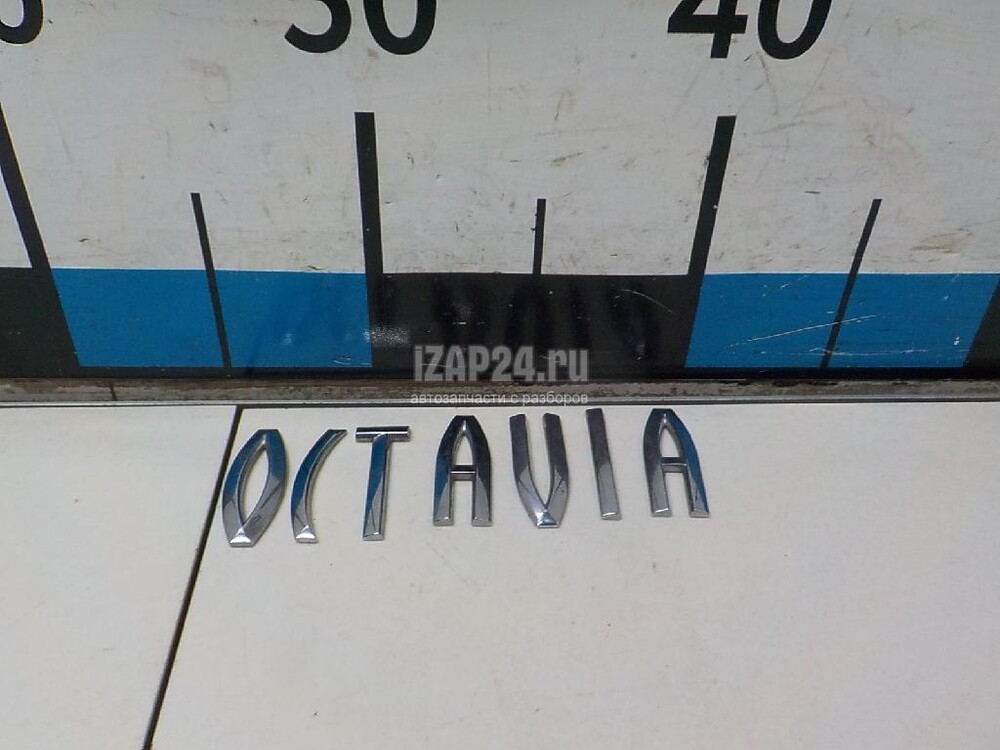 30 40
iZAP24.ru
автозапчасти с разборов
OCTAVIA